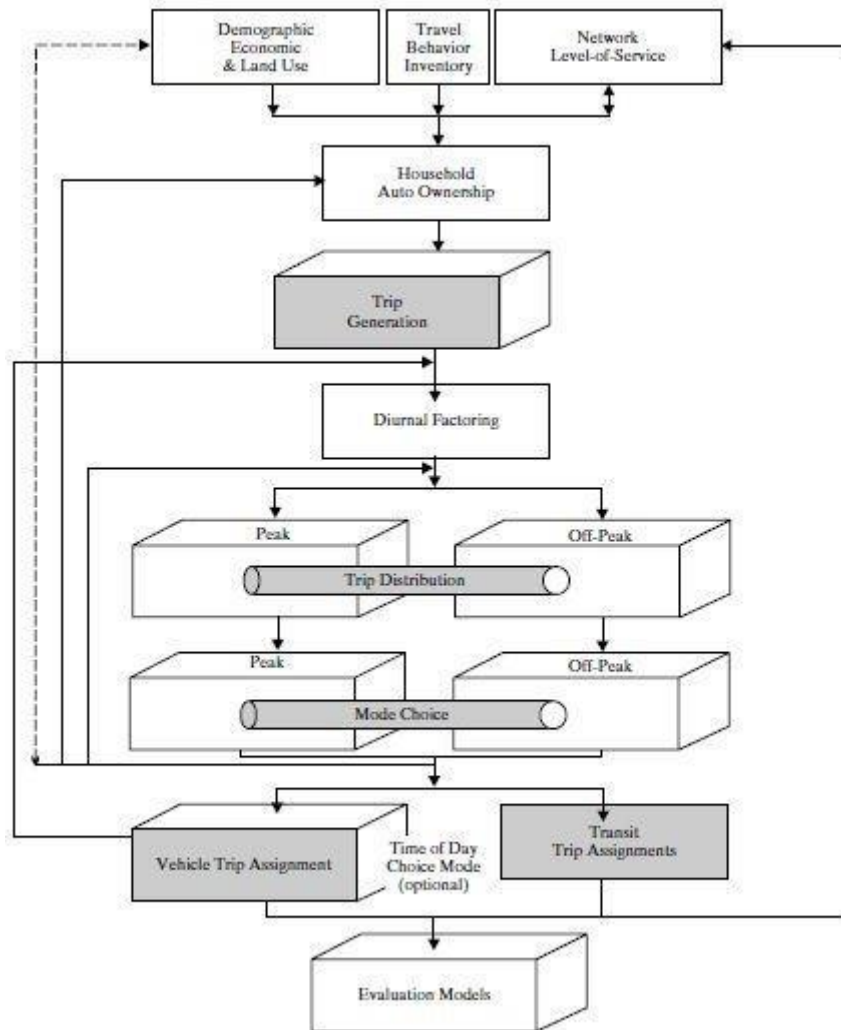 Demographic
Economic
& Land Use
Travel
Behavior
Inventory
Network
Level-of-Service
Household
Auto Ownership
Trip
Generation
Diurnal Factoring
Peak
Off-Peak
Trip Distribution
Peak
Off-Peak
Mode Choice
Vehicle Trip Assignment
Time of Day
Choice Mode
(optional)
Transit
Trip Assignments
Evaluation Models